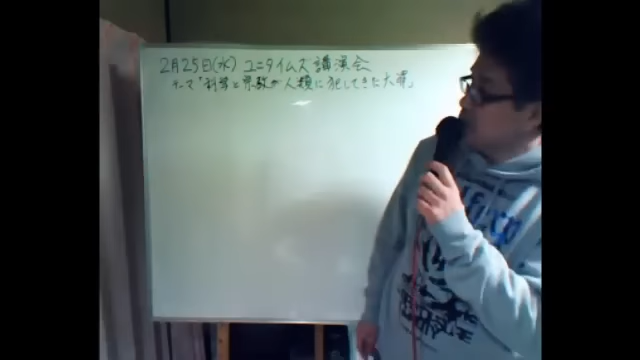 2月25日(水) ユニタイムズ講演会
テーマ「科学と宗教が人類に犯してきた大罪」